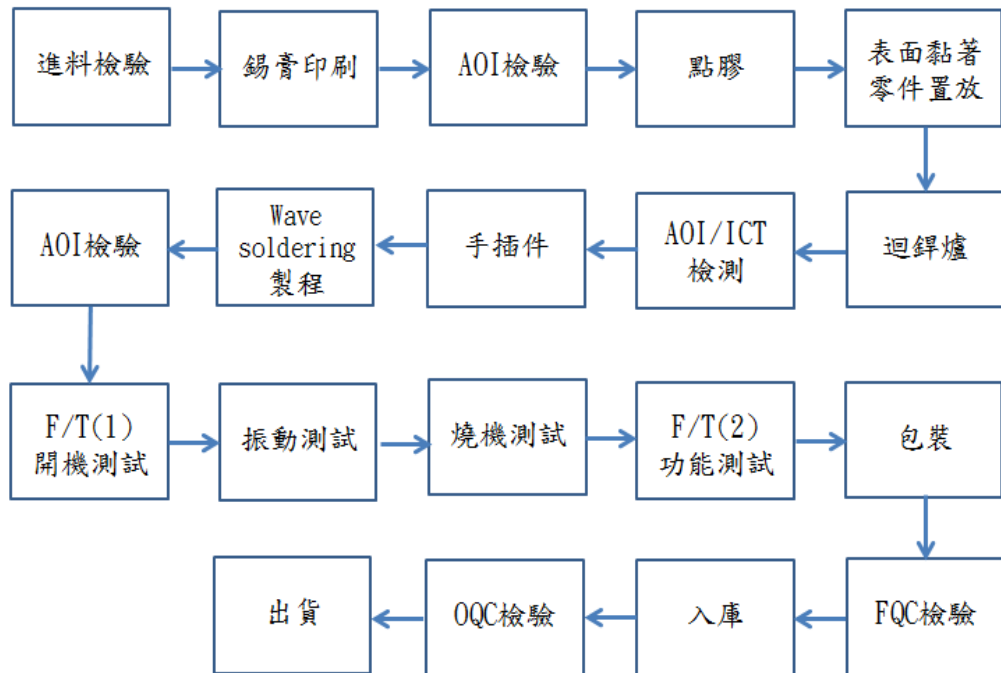 進料檢驗
錫膏印刷
AOI檢驗
點膠
表面黏著
零件置放
迴銲爐
AOI/ICT
檢測
手插件
Wave
soldering
製程
AOI檢驗
F/T(1)
開機測試
振動測試
燒機測試
F/T(2)
功能測試
包裝
FQC檢驗
入庫
OQC檢驗
出貨